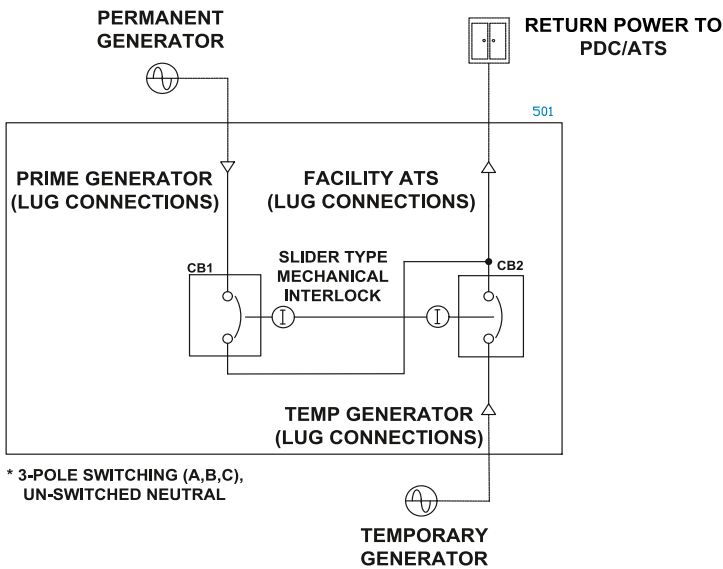 PERMANENT
GENERATOR
RETURN POWER TO
PDC/ATS
501
PRIME GENERATOR
(LUG CONNECTIONS)
FACILITY ATS
(LUG CONNECTIONS)
SLIDER TYPE
MECHANICAL
INTERLOCK
CB1
CB2
I
I
TEMP GENERATOR
(LUG CONNECTIONS)
* 3-POLE SWITCHING (A,B,C),
UN-SWITCHED NEUTRAL
TEMPORARY
GENERATOR